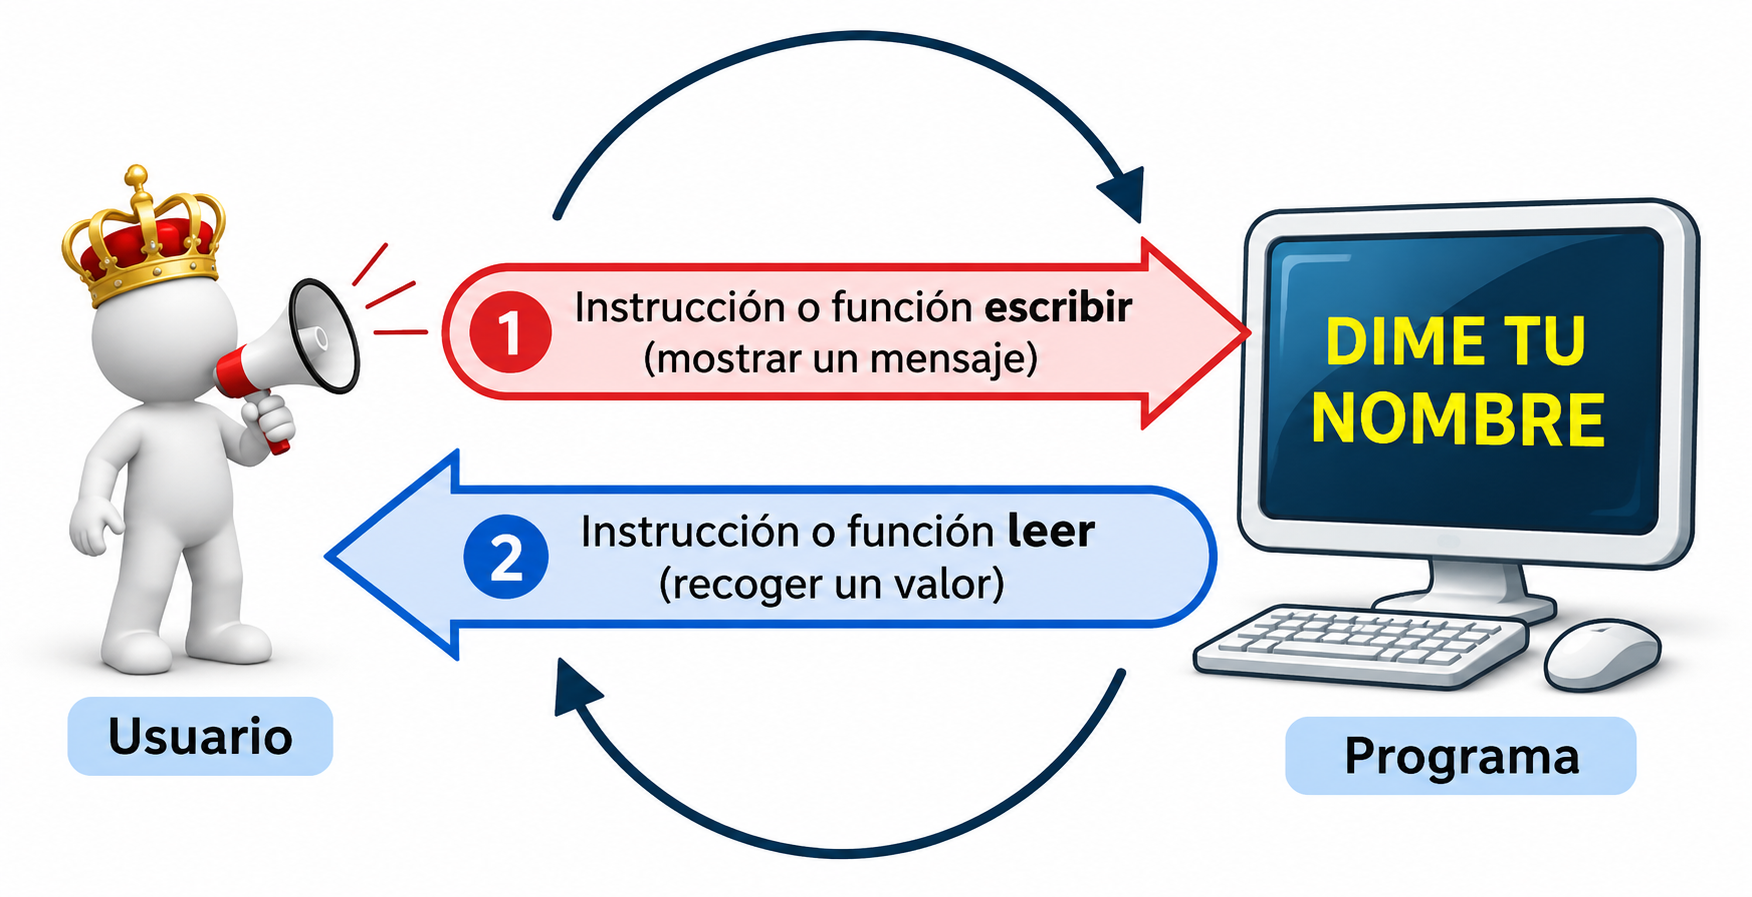 1
Instrucción o función escribir
(mostrar un mensaje)
DIME TU
NOMBRE
2
Instrucción o función leer
(recoger un valor)
Usuario
Programa